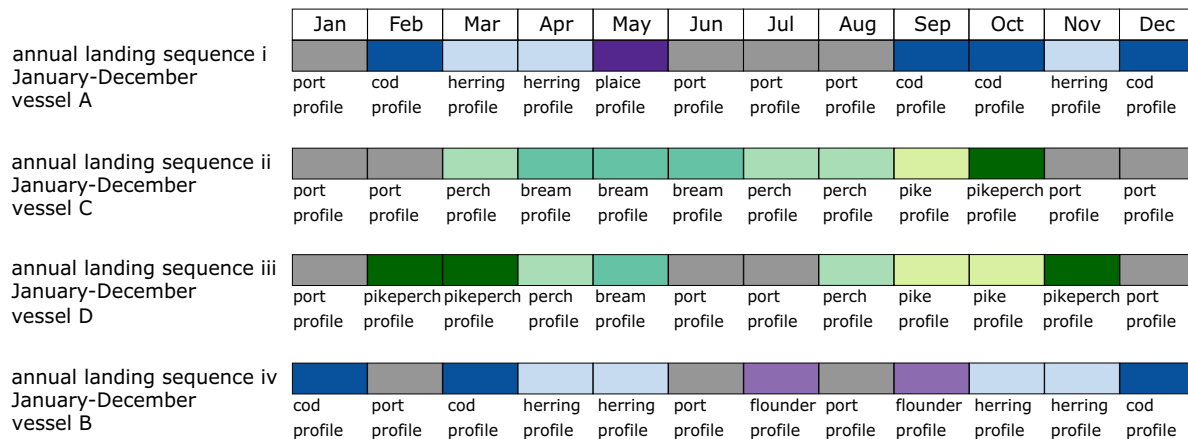 Jan Feb Mar Apr May Jun Jul Aug Sep Oct Nov Dec
annual landing sequence i
January-December
vessel A
port cod herring herring plaice port port port cod cod herring cod
profile profile profile profile profile profile profile profile profile profile profile profile
annual landing sequence ii
January-December
vessel C
port port perch bream bream bream perch perch pike pikeperch port port
profile profile profile profile profile profile profile profile profile profile profile profile
annual landing sequence iii
January-December
vessel D
port pikeperch pikeperch perch bream port port perch pike pike pikeperch port
profile profile profile profile profile profile profile profile profile profile profile profile
annual landing sequence iv
January-December
vessel B
cod port cod herring herring port flounder port flounder herring herring cod
profile profile profile profile profile profile profile profile profile profile profile profile